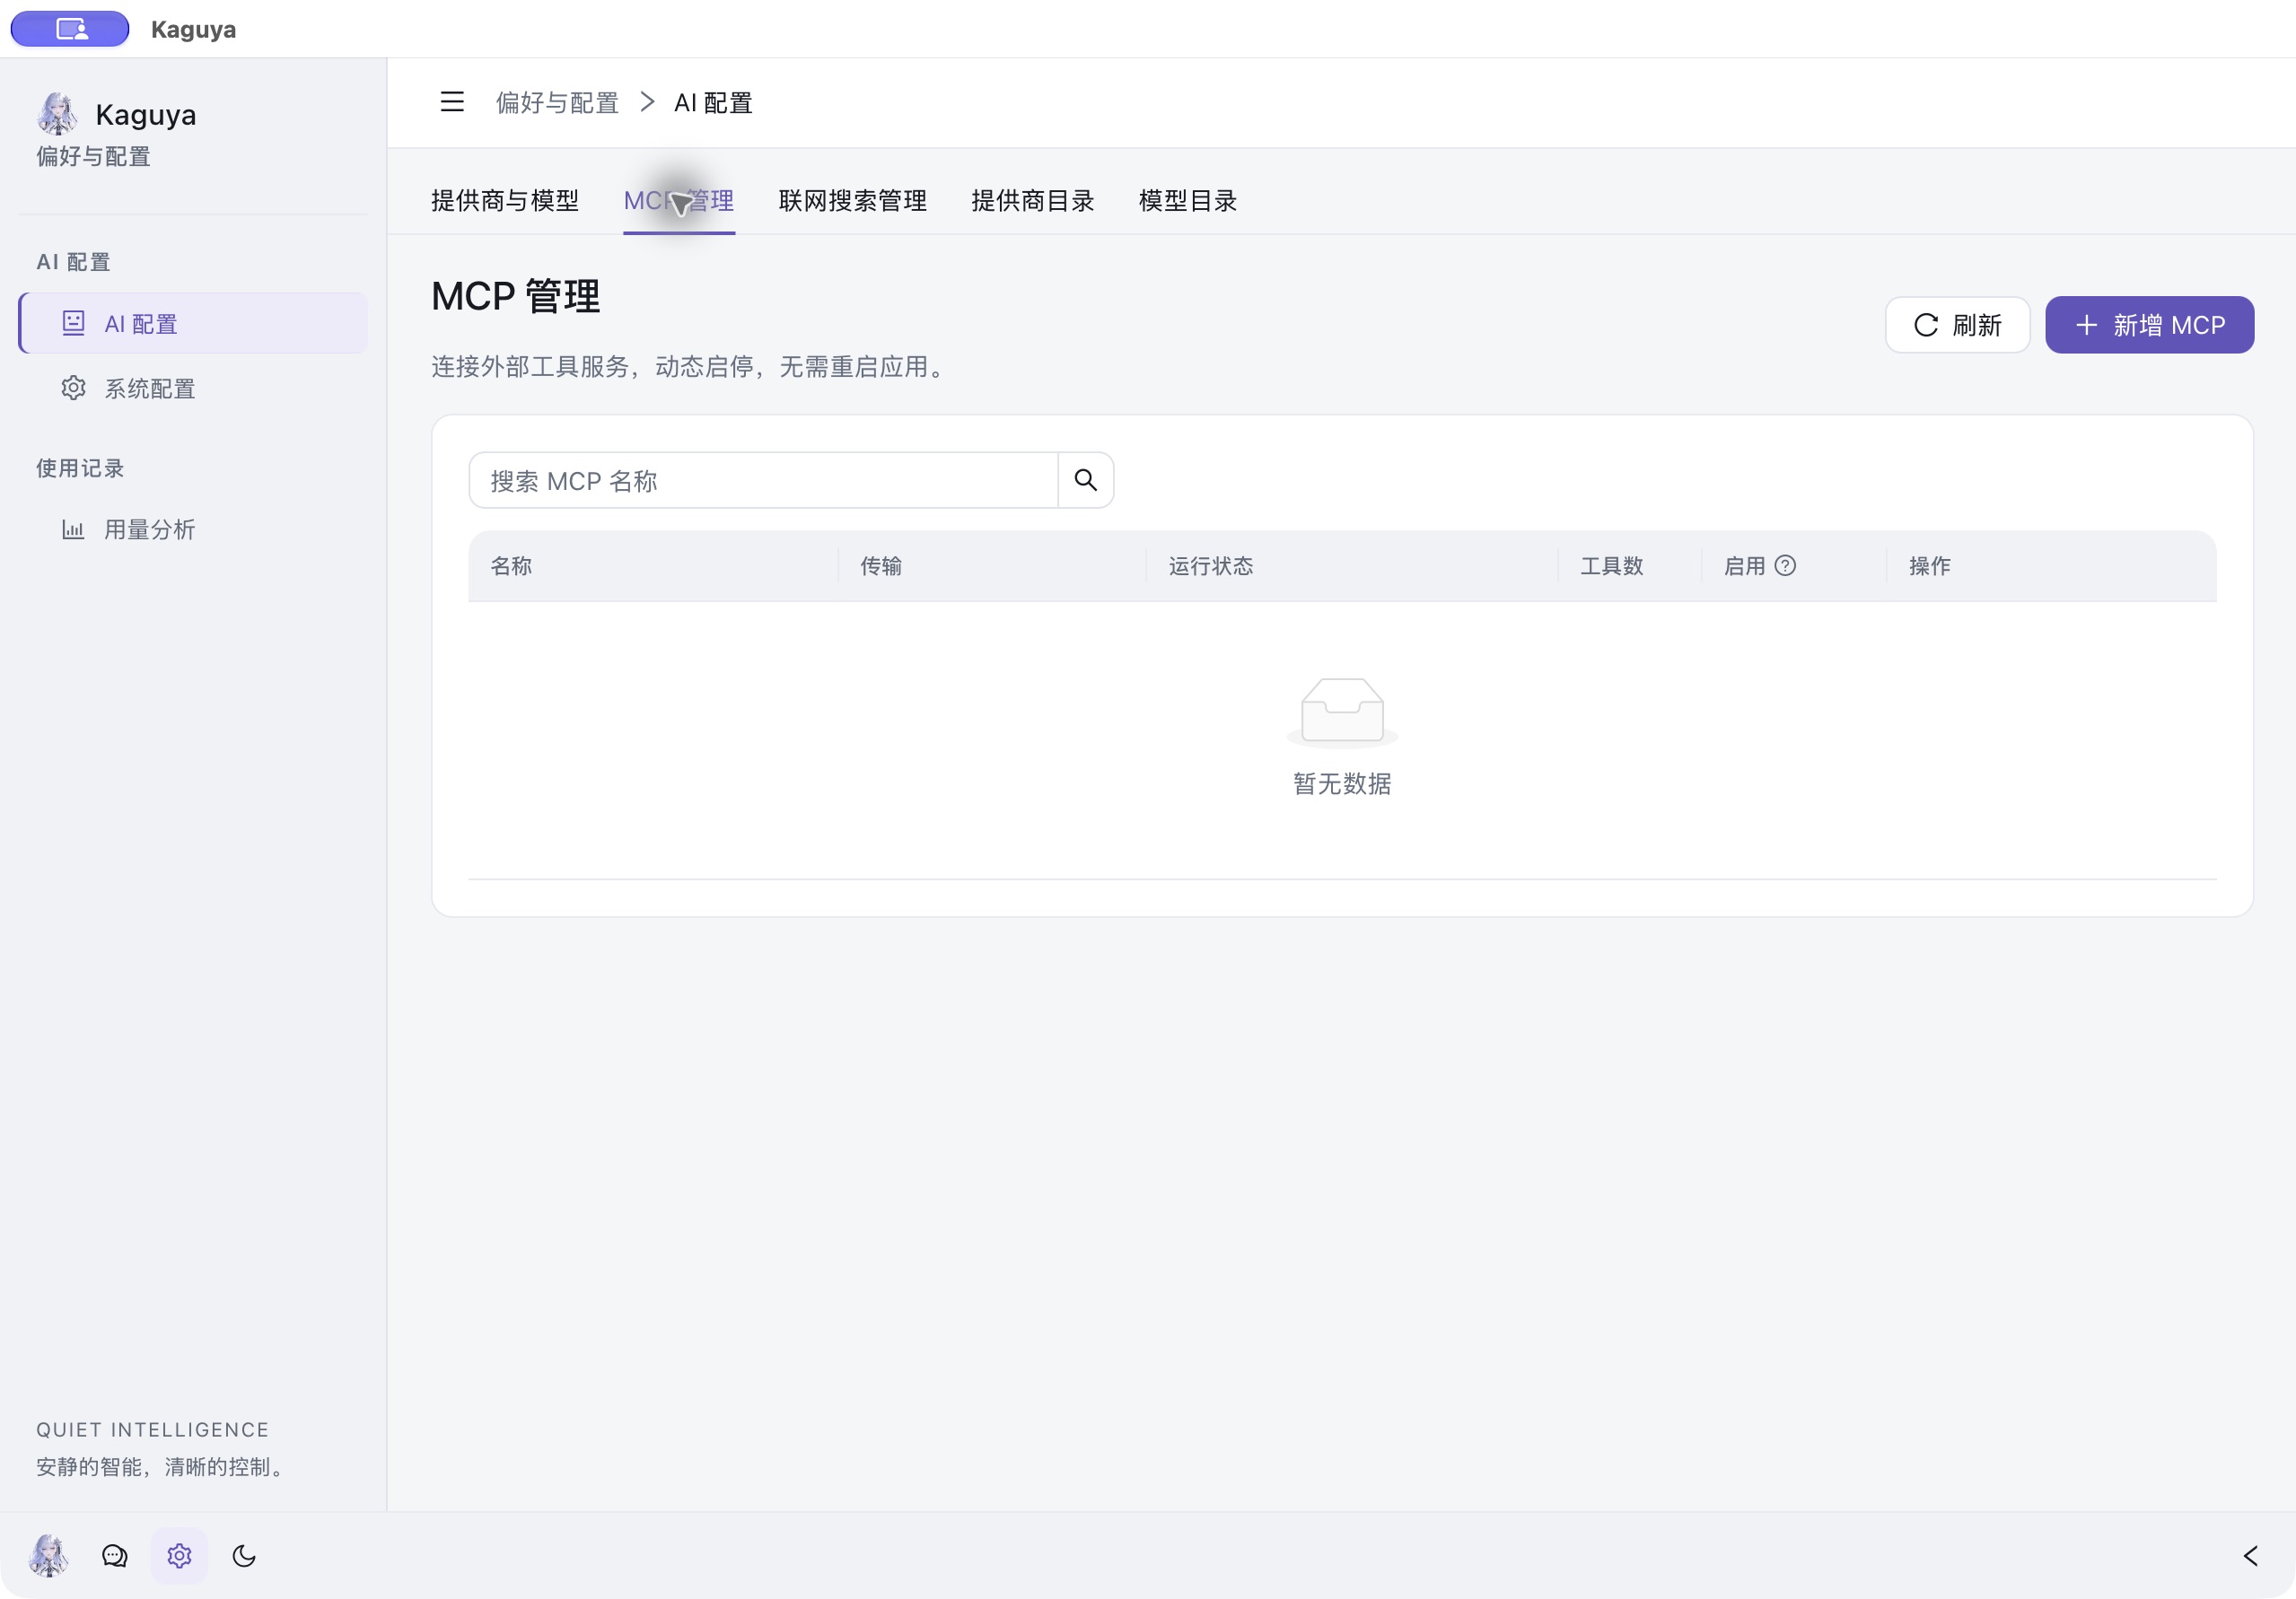 Kaguya
Kaguya
偏好与配置
AI 配置
AI 配置
系统配置
使用记录
用量分析
QUIET INTELLIGENCE
安静的智能，清晰的控制。
偏好与配置 > AI 配置
提供商与模型 MCP 管理 联网搜索管理 提供商目录 模型目录
MCP 管理
连接外部工具服务，动态启停，无需重启应用。
刷新 新增 MCP
搜索 MCP 名称
名称 传输 运行状态 工具数 启用 操作
暂无数据